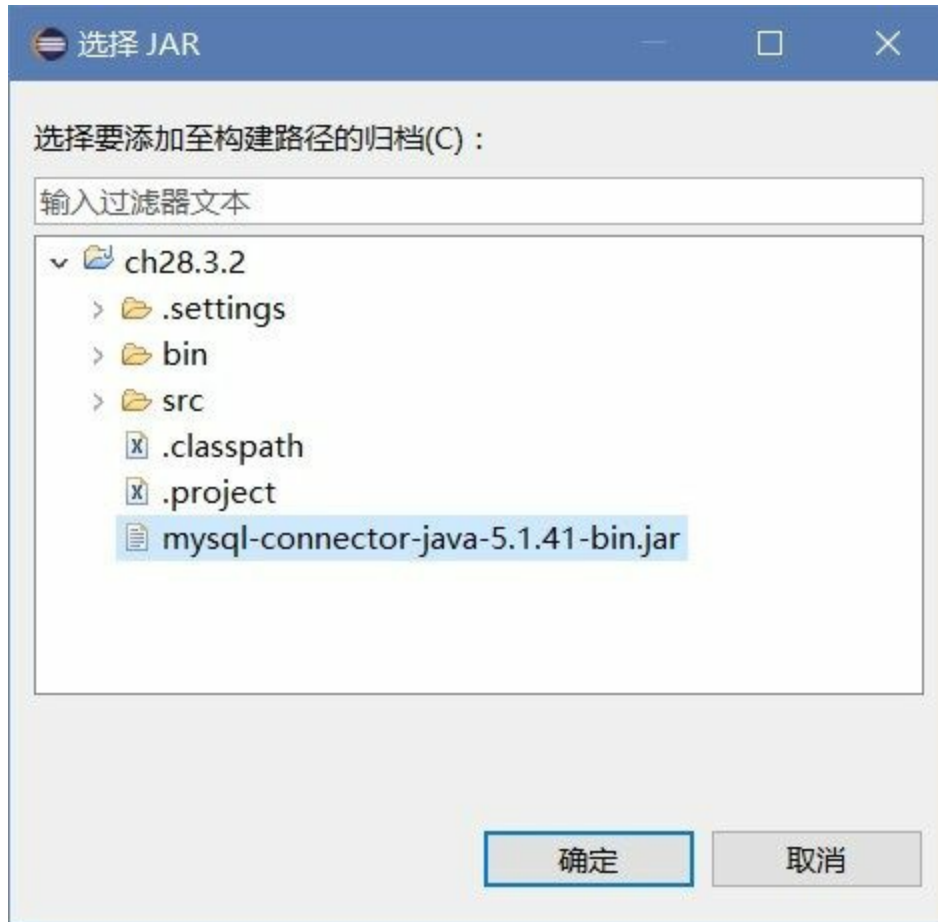 选择 JAR
选择要添加至构建路径的归档(C)：
输入过滤器文本
ch28.3.2
.settings
bin
src
.classpath
.project
mysql-connector-java-5.1.41-bin.jar
确定 取消